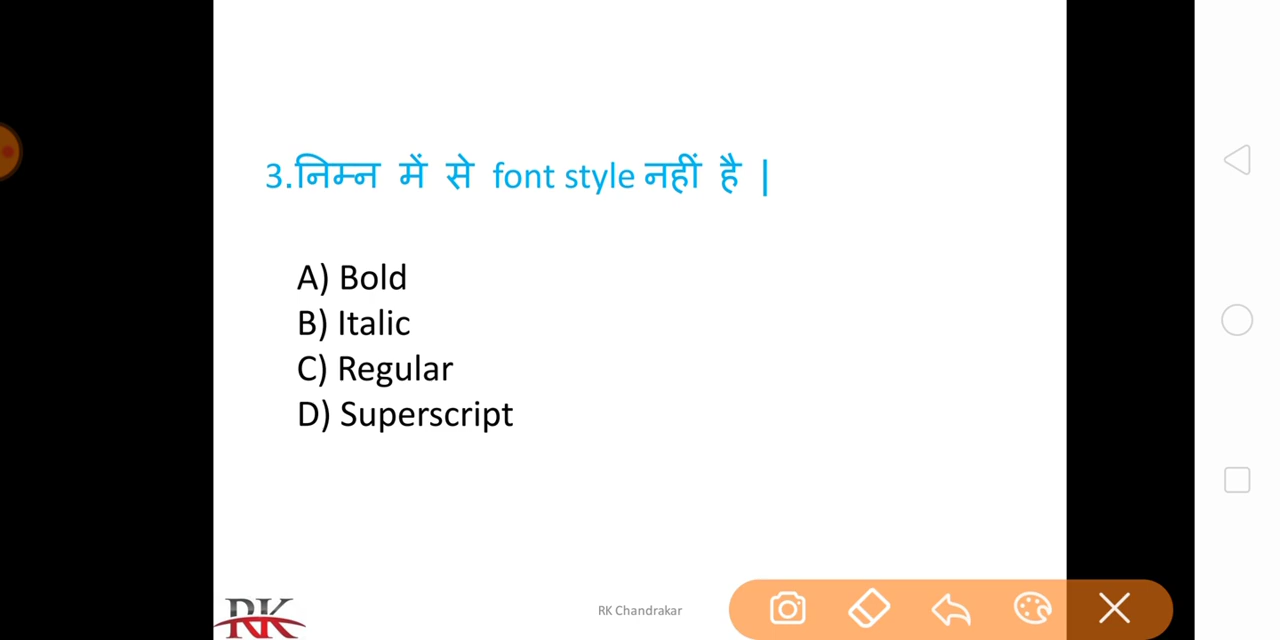 3.निम्न में से font style नहीं है |
A) Bold
B) Italic
C) Regular
D) Superscript
RK
RK Chandrakar